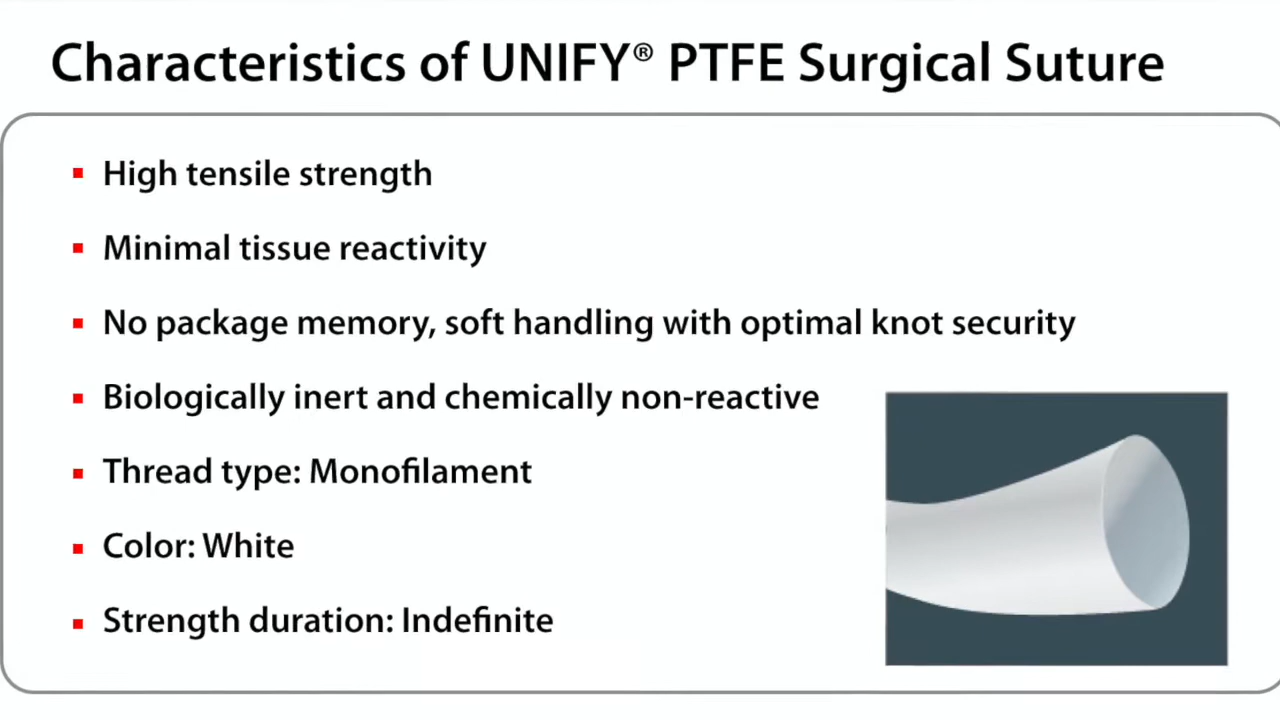 Characteristics of UNIFY® PTFE Surgical Suture
High tensile strength
Minimal tissue reactivity
No package memory, soft handling with optimal knot security
Biologically inert and chemically non-reactive
Thread type: Monofilament
Color: White
Strength duration: Indefinite